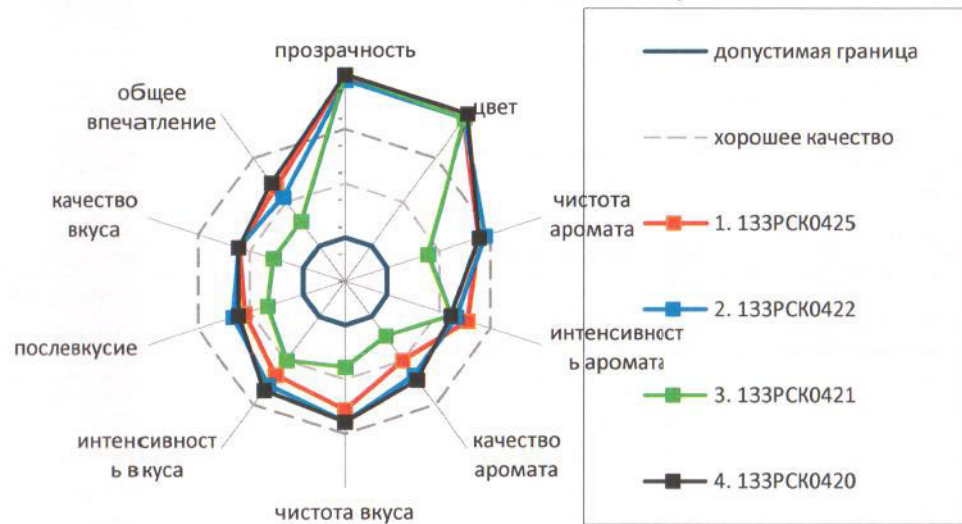 прозрачность
цвет
чистота
аромата
интенсивност
ь аромата
качество
аромата
чистота вкуса
интенсивност
ь вкуса
послевкусие
качество
вкуса
общее
впечатление
допустимая граница
хорошее качество
1. 133РСК0425
2. 133РСК0422
3. 133РСК0421
4. 133РСК0420